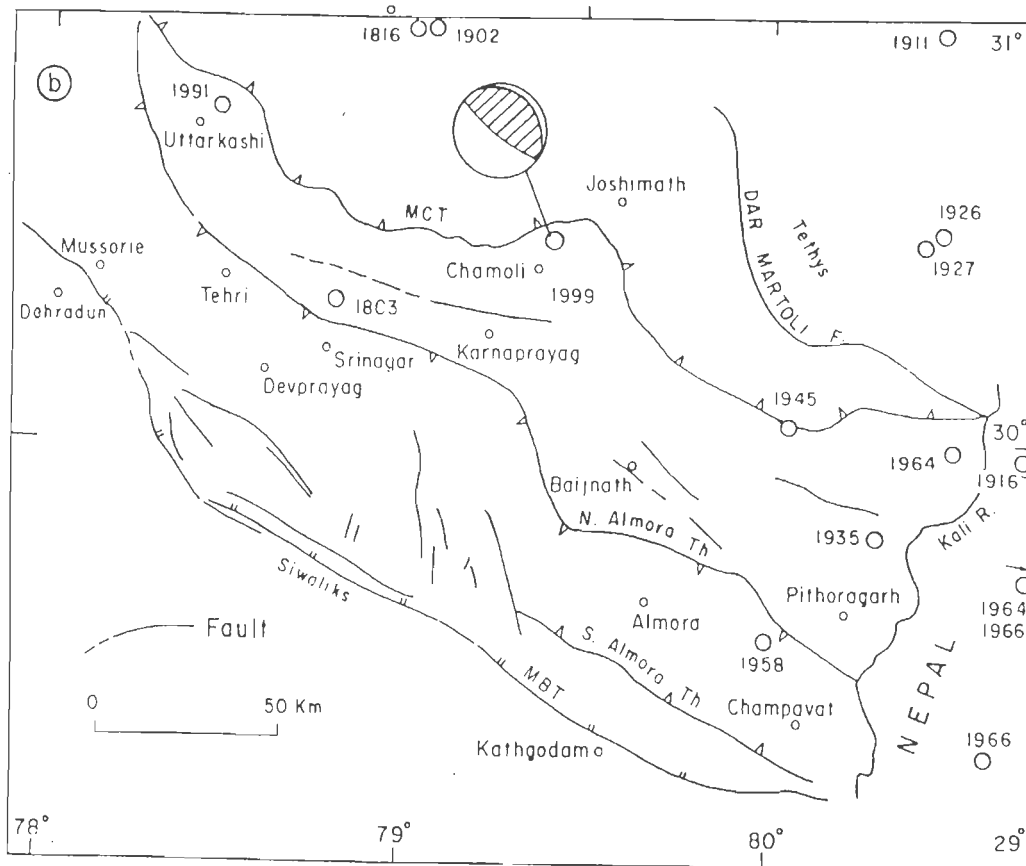 1816
1902
1911
31°
b
1991
Uttarkashi
Joshimath
MCT
DAR MARTOLI F.
Tethys
1926
1927
Mussorie
Chamoli
1999
Tehri
18C3
Dehradun
Srinagar
Karnaprayag
Devprayag
1945
30°
1964
1916
Baijnath
N. Almora Th
1935
Kali R.
Siwaliks
Pithoragarh
1964
1966
Almora
Fault
S. Almora Th
1958
NEPAL
0 50 Km
MBT
Champavat
1966
Kathgodam
78°
79°
80°
29°